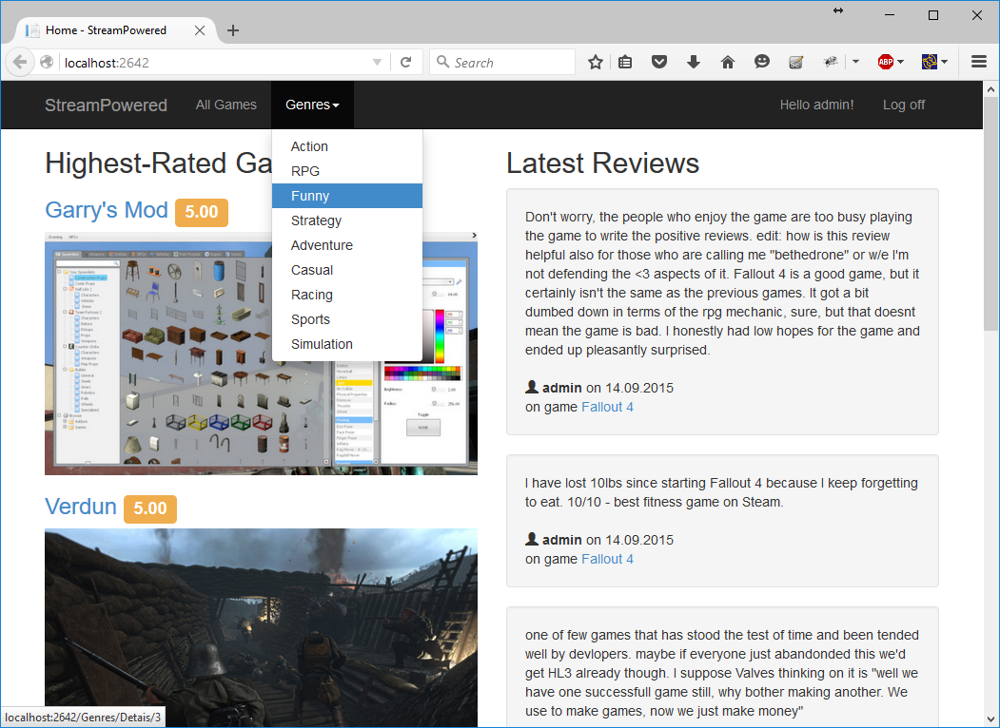 Home - StreamPowered
localhost:2642
Search
ABP
StreamPowered
All Games
Genres
Hello admin!
Log off
Action
RPG
Funny
Strategy
Adventure
Casual
Racing
Sports
Simulation
Highest-Rated Ga
Garry's Mod 5.00
Verdun 5.00
Latest Reviews
Don't worry, the people who enjoy the game are too busy playing
the game to write the positive reviews. edit: how is this review
helpful also for those who are calling me "bethedrone" or w/e I'm
not defending the <3 aspects of it. Fallout 4 is a good game, but it
certainly isn't the same as the previous games. It got a bit
dumbed down in terms of the rpg mechanic, sure, but that doesnt
mean the game is bad. I honestly had low hopes for the game and
ended up pleasantly surprised.
admin on 14.09.2015
on game Fallout 4
I have lost 10lbs since starting Fallout 4 because I keep forgetting
to eat. 10/10 - best fitness game on Steam.
admin on 14.09.2015
on game Fallout 4
one of few games that has stood the test of time and been tended
well by devlopers. maybe if everyone just abandonded this we'd
get HL3 already though. I suppose Valves thinking on it is "well we
have one successfull game still, why bother making another. We
use to make games, now we just make money"
localhost:2642/Genres/Detais/3